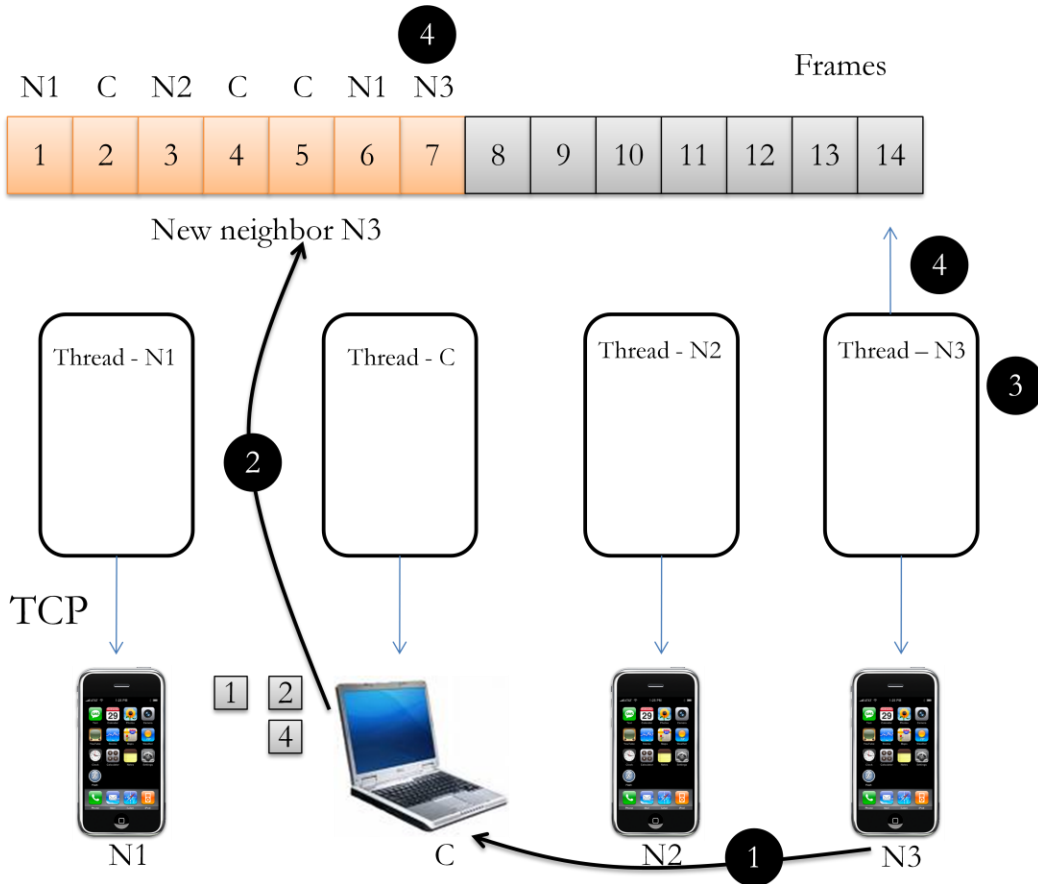 4
N1 C N2 C C N1 N3
Frames
1 2 3 4 5 6 7 8 9 10 11 12 13 14
New neighbor N3
4
Thread - N1
Thread - C
Thread - N2
Thread – N3
3
2
TCP
1 2
4
N1
C
N2
1
N3